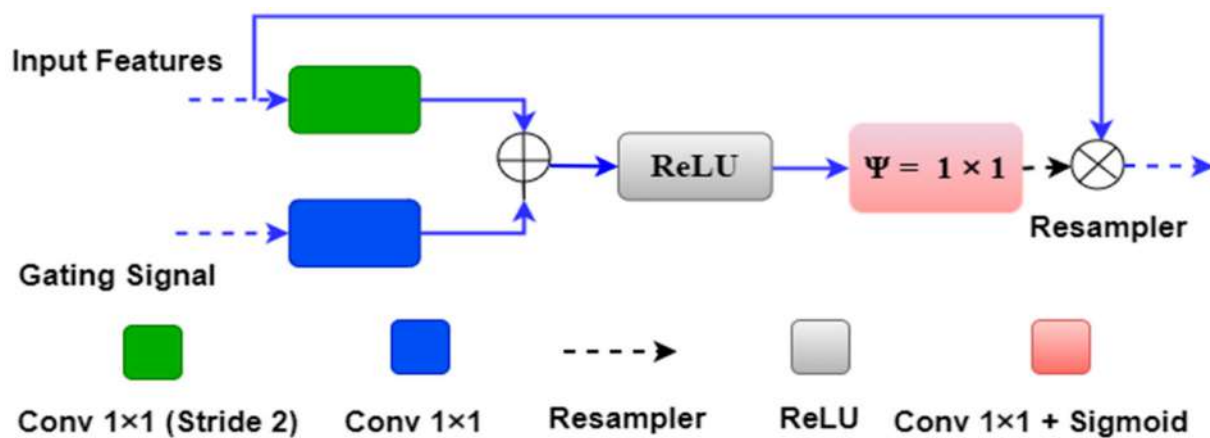 Input Features
ReLU
Ψ = 1 × 1
Resampler
Gating Signal
Conv 1×1 (Stride 2)
Conv 1×1
Resampler
ReLU
Conv 1×1 + Sigmoid